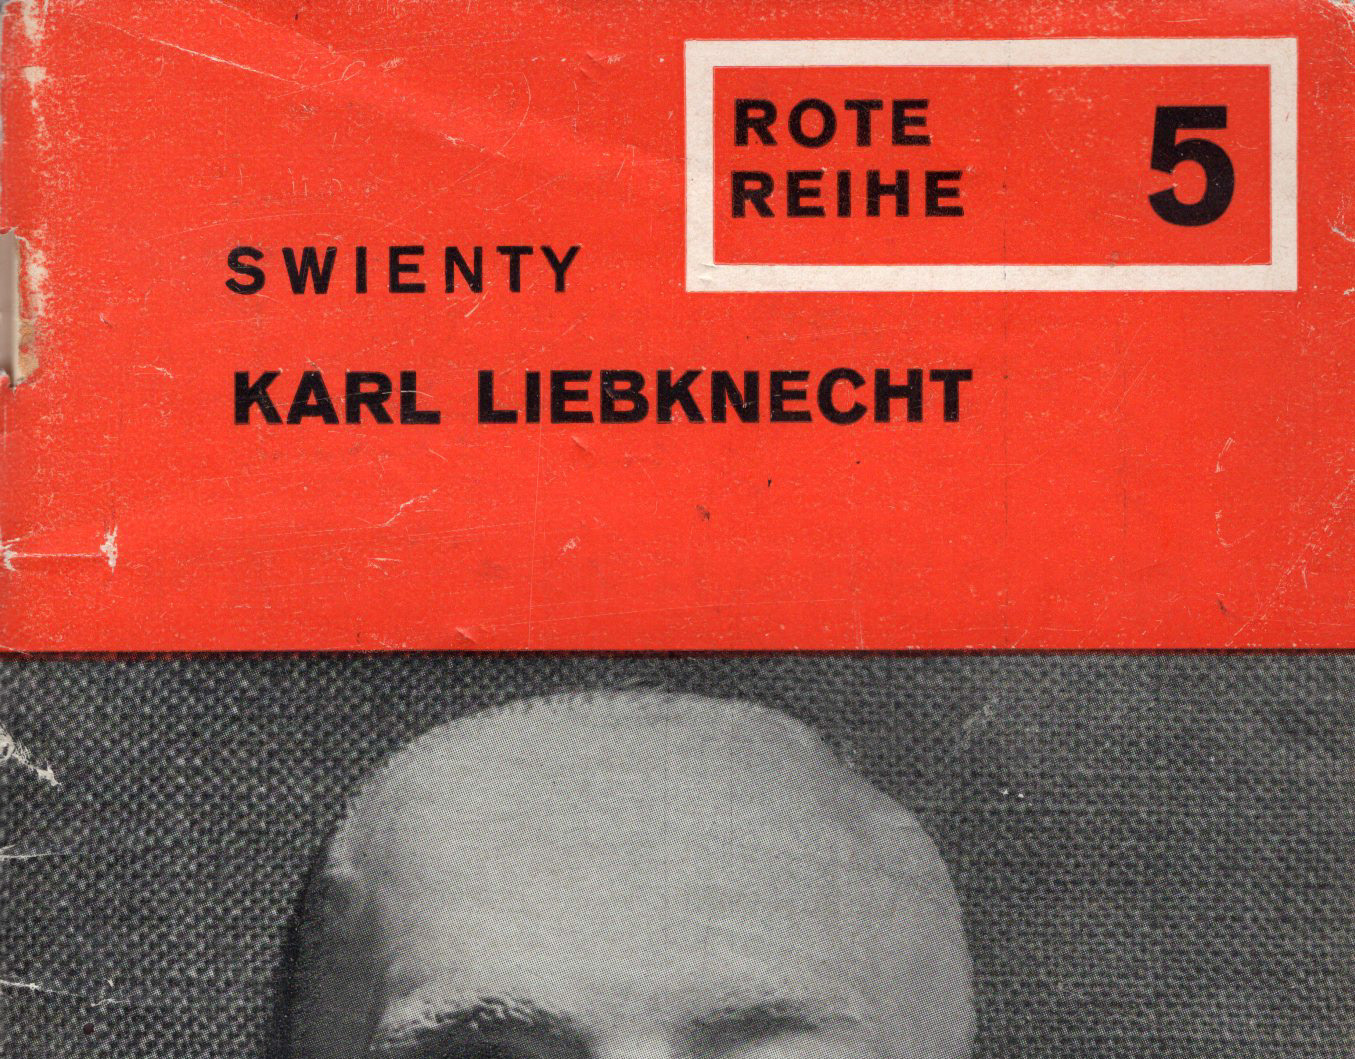 ROTE
REIHE
5
SWIENTY
KARL LIEBKNECHT